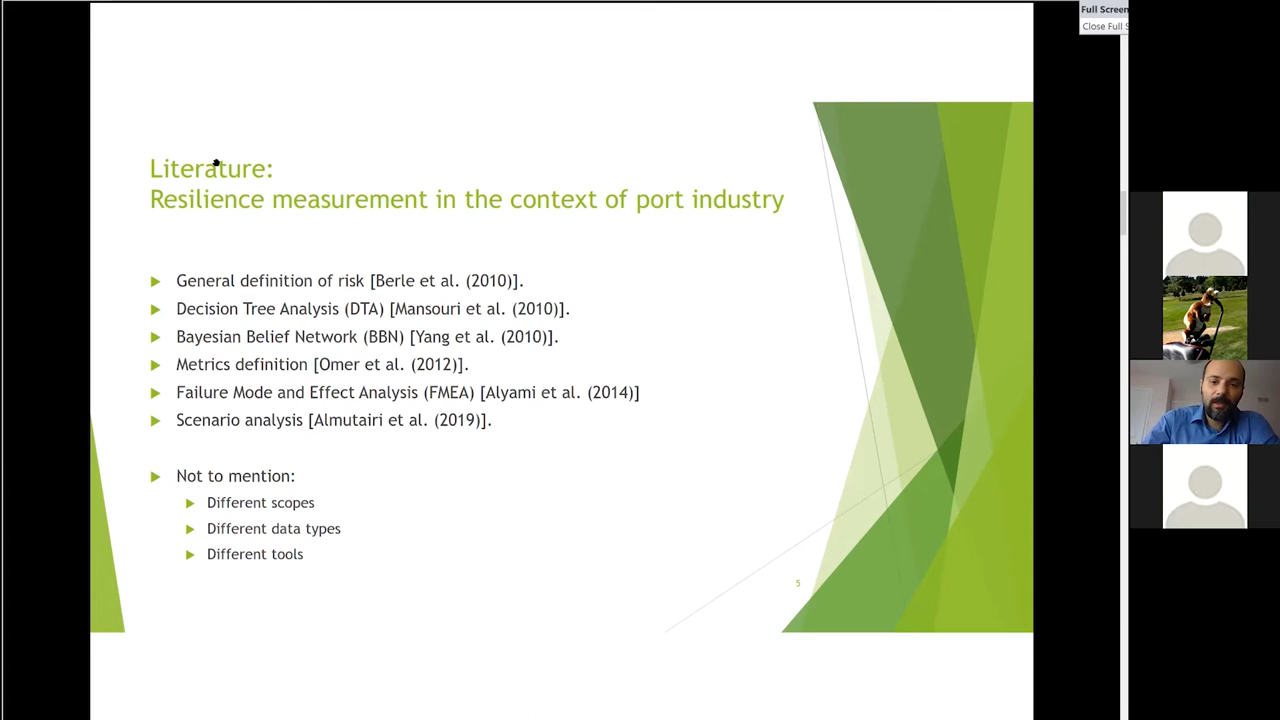 Full Screen
Close Full S
Literature:
Resilience measurement in the context of port industry
General definition of risk [Berle et al. (2010)].
Decision Tree Analysis (DTA) [Mansouri et al. (2010)].
Bayesian Belief Network (BBN) [Yang et al. (2010)].
Metrics definition [Omer et al. (2012)].
Failure Mode and Effect Analysis (FMEA) [Alyami et al. (2014)]
Scenario analysis [Almutairi et al. (2019)].
Not to mention:
Different scopes
Different data types
Different tools
5